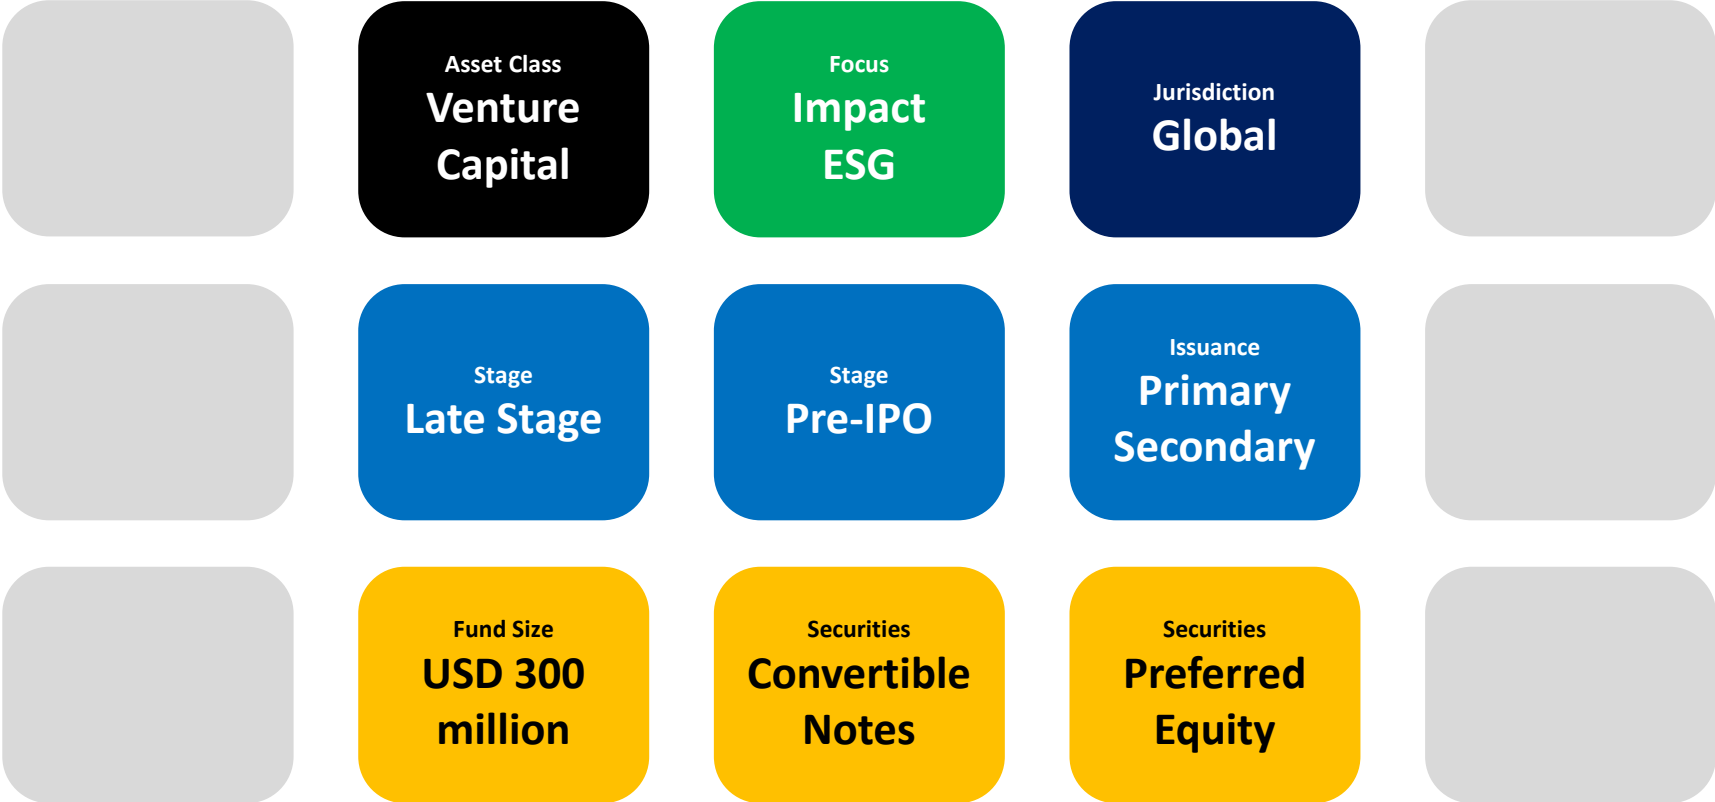 Asset Class
Venture
Capital
Focus
Impact
ESG
Jurisdiction
Global
Stage
Late Stage
Stage
Pre-IPO
Issuance
Primary
Secondary
Fund Size
USD 300
million
Securities
Convertible
Notes
Securities
Preferred
Equity